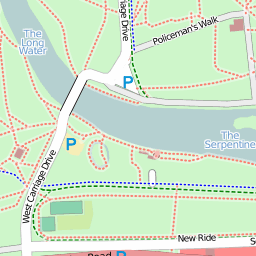 Carriage Drive
Policeman's Walk
The
Long
Water
P
The
Serpentine
P
West Carriage Drive
New Ride
Road
P